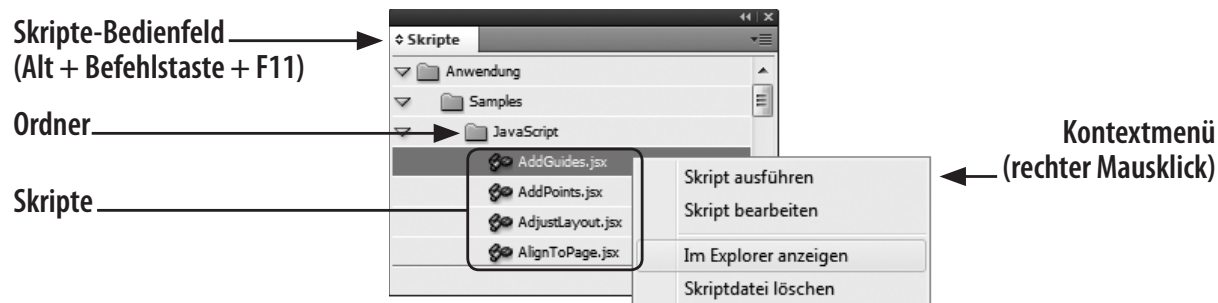 Skripte-Bedienfeld
(Alt + Befehlstaste + F11)
Ordner
Skripte
Skripte
Anwendung
Samples
JavaScript
AddGuides.jsx
AddPoints.jsx
AdjustLayout.jsx
AlignToPage.jsx
Skript ausführen
Skript bearbeiten
Im Explorer anzeigen
Skriptdatei löschen
Kontextmenü
(rechter Mausklick)